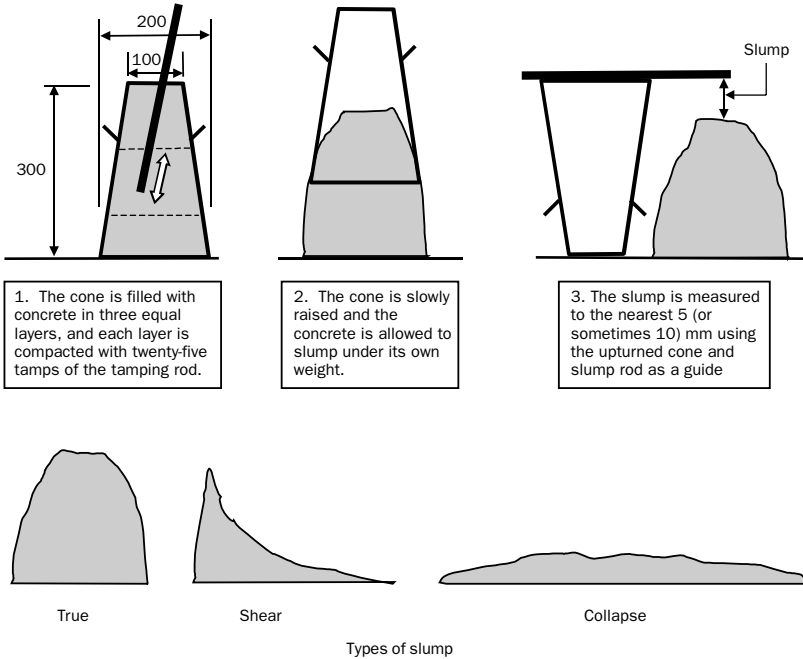 200
100
300
Slump
1. The cone is filled with
concrete in three equal
layers, and each layer is
compacted with twenty-five
tamps of the tamping rod.
2. The cone is slowly
raised and the
concrete is allowed to
slump under its own
weight.
3. The slump is measured
to the nearest 5 (or
sometimes 10) mm using
the upturned cone and
slump rod as a guide
True
Shear
Collapse
Types of slump